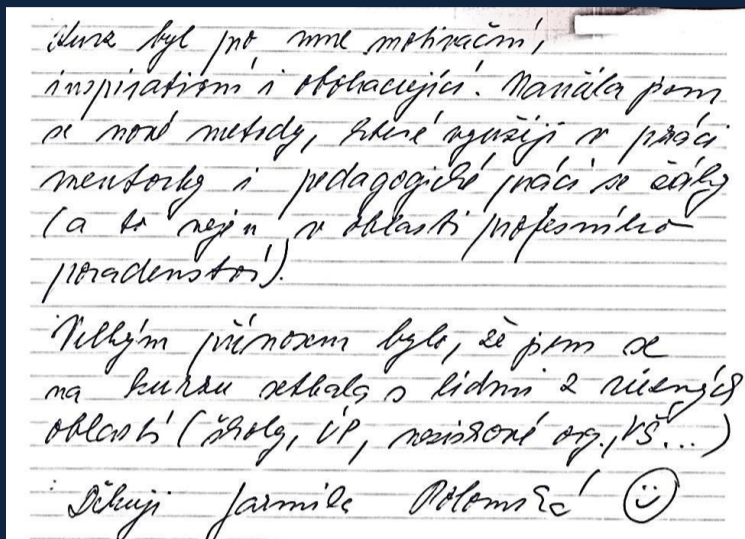 Kurz byl pro mne motivační,
inspirativní i obohacující. Naučila jsem
se nové metody, které využiji v práci
mentorky i pedagogické práci se žáky
(a to nejen v oblasti profesního
poradenství).
Velkým přínosem bylo, že jsem se
na kurzu setkala s lidmi z různých
oblastí (školy, ÚP, neziskové org., VŠ...)
Děkuji Jarmila Polomská ☺